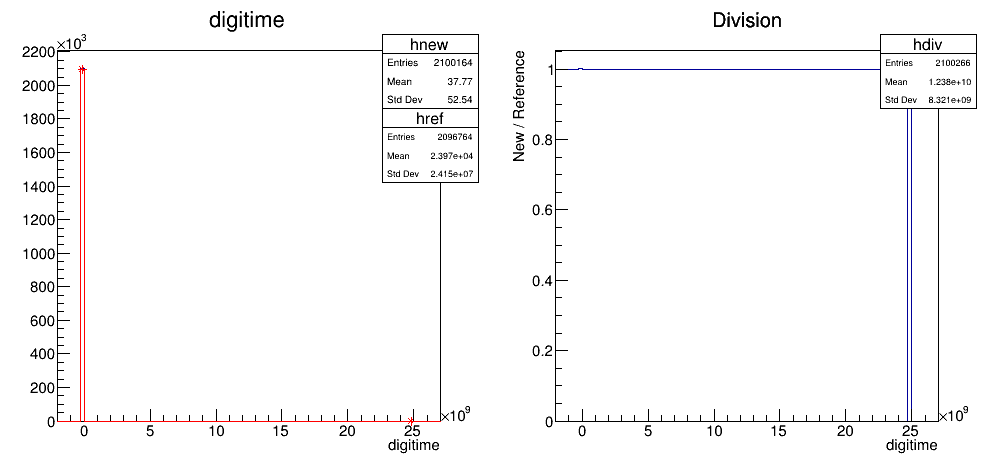 digitime
×10³
2200
2000
1800
1600
1400
1200
1000
800
600
400
200
0
0 5 10 15 20 25 ×10⁹
digitime
hnew
Entries 2100164
Mean 37.77
Std Dev 52.54
href
Entries 2096764
Mean 2.397e+04
Std Dev 2.415e+07
Division
New / Reference
1
0.8
0.6
0.4
0.2
0
0 5 10 15 20 25 ×10⁹
digitime
hdiv
Entries 2100266
Mean 1.238e+10
Std Dev 8.321e+09